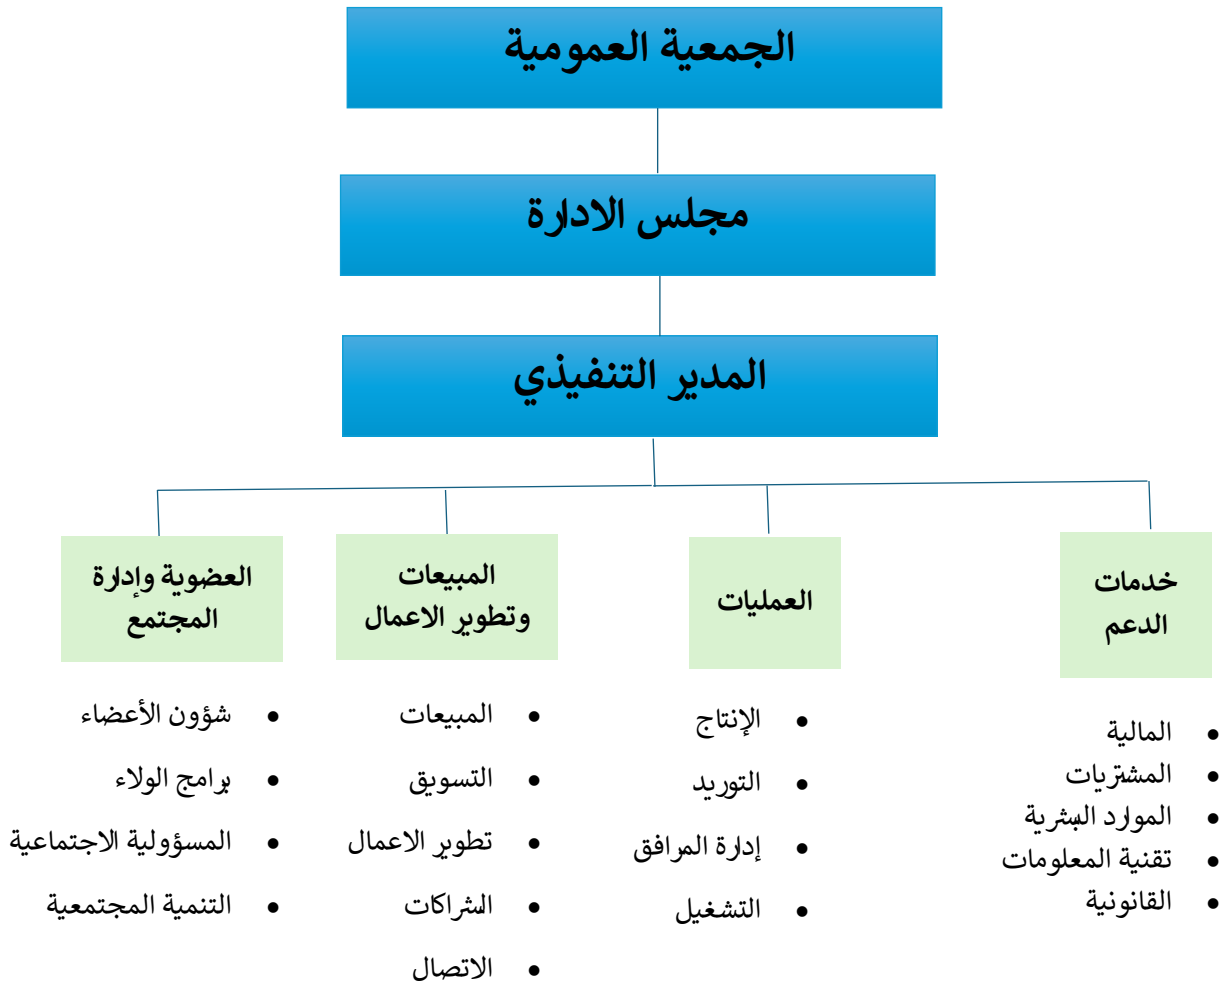 الجمعية العمومية
مجلس الادارة
المدير التنفيذي
خدمات
الدعم
المالية
المشتريات
الموارد البشرية
تقنية المعلومات
القانونية
العمليات
الإنتاج
التوريد
إدارة المرافق
التشغيل
المبيعات
وتطوير الاعمال
المبيعات
التسويق
تطوير الاعمال
الشراكات
الاتصال
العضوية وإدارة
المجتمع
شؤون الأعضاء
برامج الولاء
المسؤولية الاجتماعية
التنمية المجتمعية